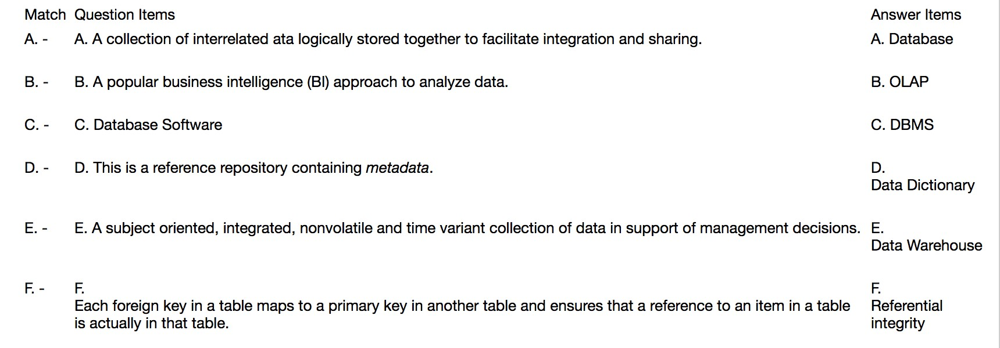 Match Question Items Answer Items
A. - A. A collection of interrelated ata logically stored together to facilitate integration and sharing. A. Database
B. - B. A popular business intelligence (BI) approach to analyze data. B. OLAP
C. - C. Database Software C. DBMS
D. - D. This is a reference repository containing metadata. D.
Data Dictionary
E. - E. A subject oriented, integrated, nonvolatile and time variant collection of data in support of management decisions. E.
Data Warehouse
F. - F. F.
Each foreign key in a table maps to a primary key in another table and ensures that a reference to an item in a table Referential
is actually in that table. integrity